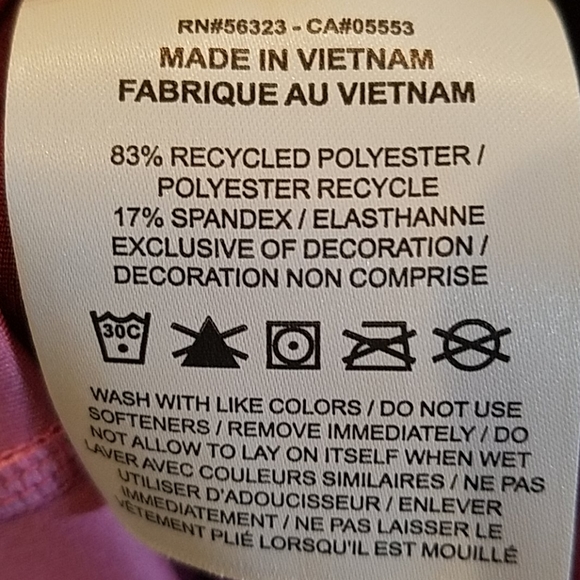 RN#56323 - CA#05553
MADE IN VIETNAM
FABRIQUE AU VIETNAM
83% RECYCLED POLYESTER /
POLYESTER RECYCLE
17% SPANDEX / ELASTHANNE
EXCLUSIVE OF DECORATION /
DECORATION NON COMPRISE
30C
WASH WITH LIKE COLORS / DO NOT USE
SOFTENERS / REMOVE IMMEDIATELY / DO
NOT ALLOW TO LAY ON ITSELF WHEN WET
LAVER AVEC COULEURS SIMILAIRES / NE PAS
UTILISER D'ADOUCISSEUR / ENLEVER
IMMEDIATEMENT / NE PAS LAISSER LE
VÊTEMENT PLIÉ LORSQU'IL EST MOUILLÉ